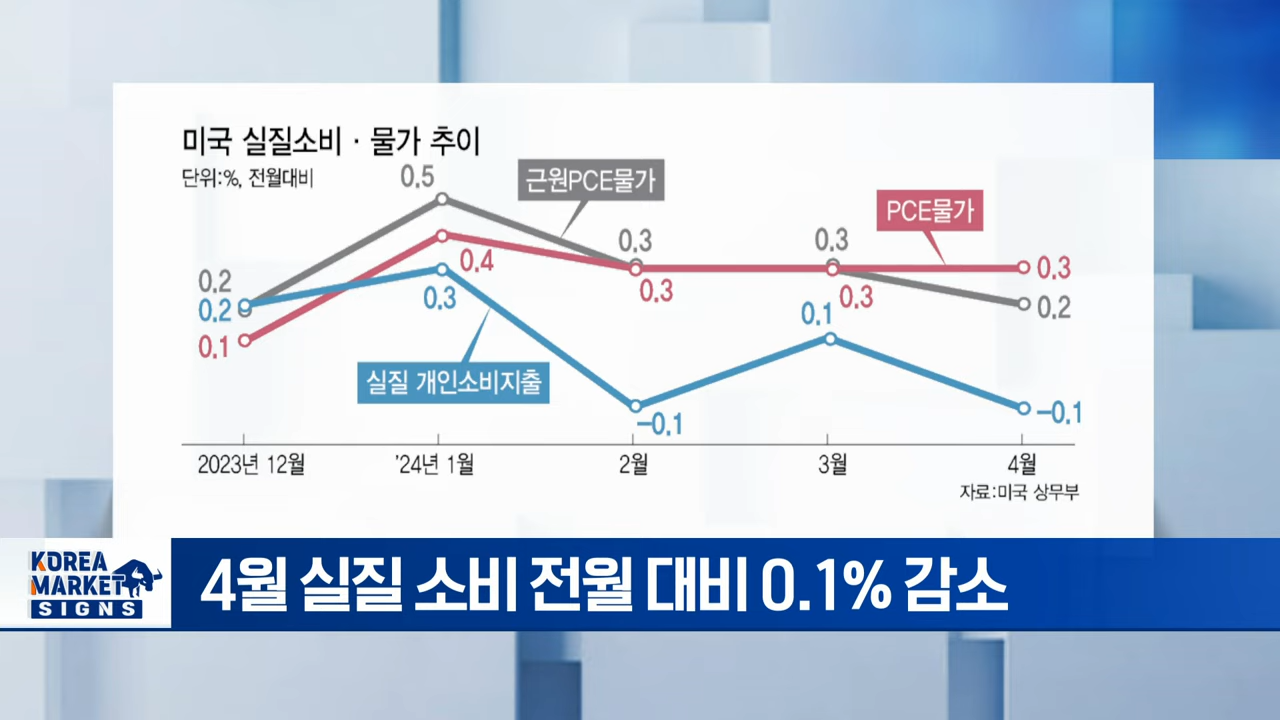 미국 실질소비 · 물가 추이
단위:%, 전월대비
0.5
근원PCE물가
PCE물가
0.2
0.2
0.1
0.4
0.3
0.3
0.3
0.3
0.3
0.1
0.3
0.2
실질 개인소비지출
-0.1
-0.1
2023년 12월
'24년 1월
2월
3월
4월
자료:미국 상무부
KOREA
MARKET
SIGNS
4월 실질 소비 전월 대비 0.1% 감소